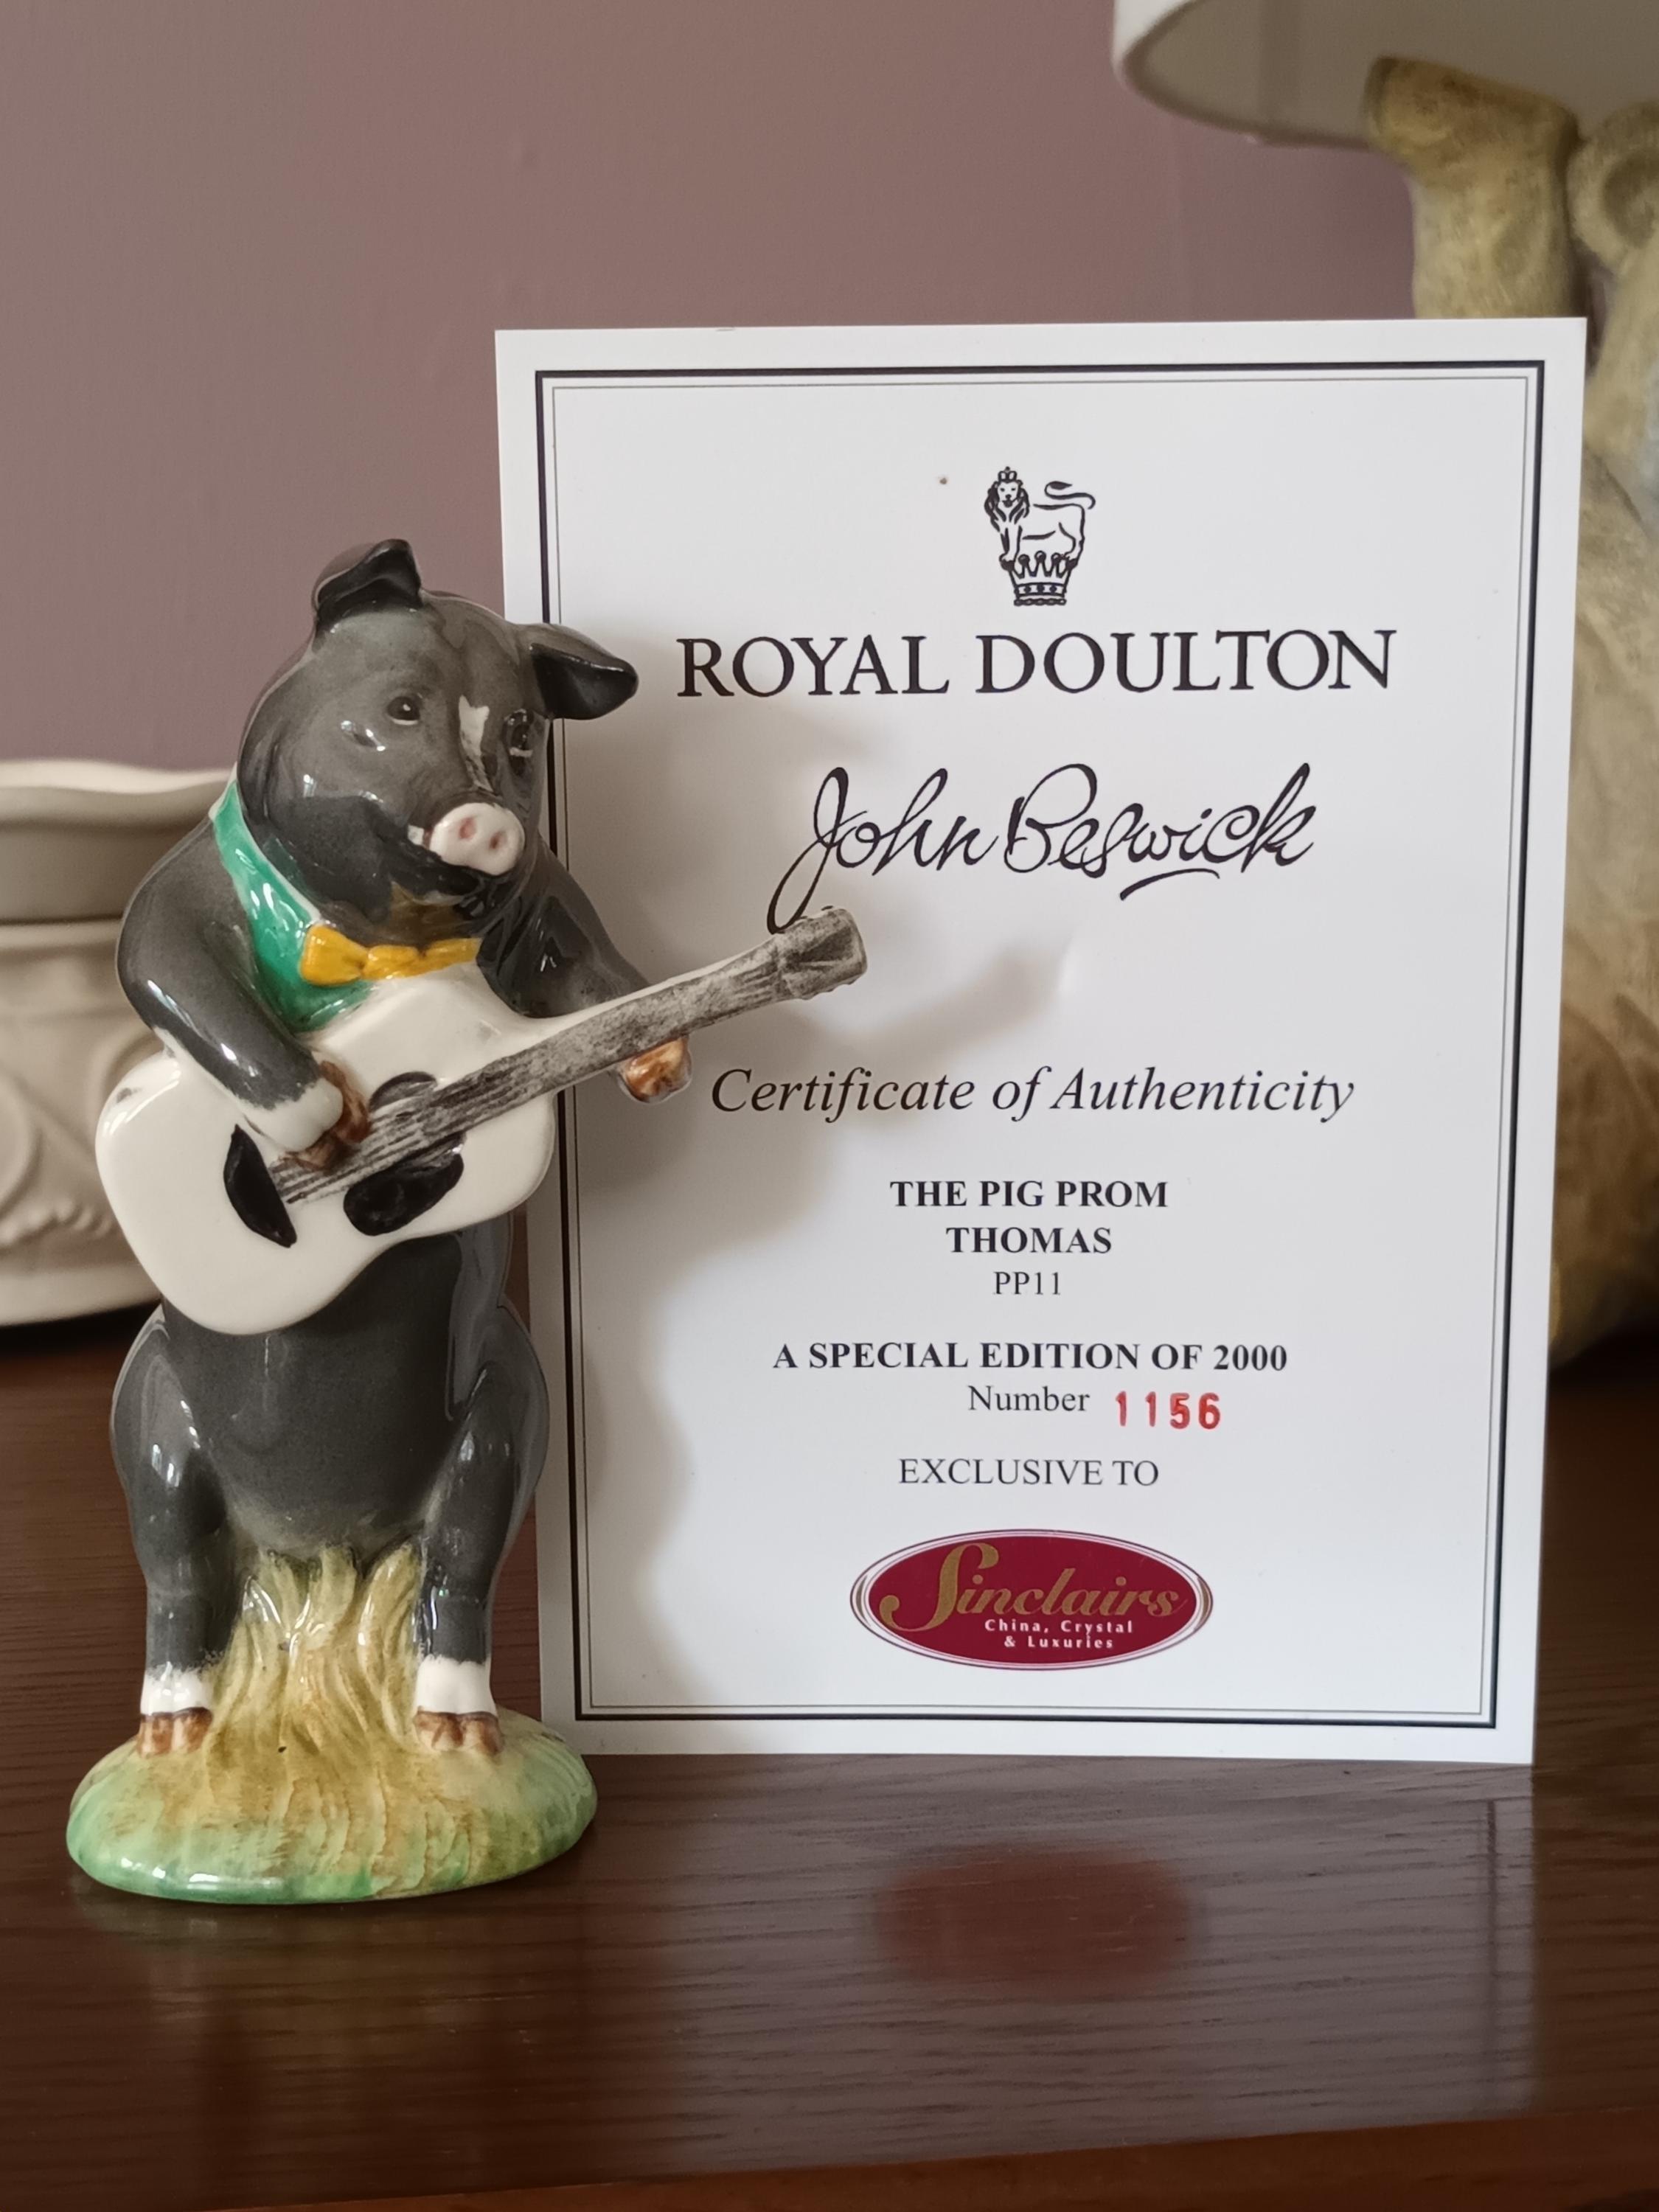 ROYAL DOULTON
John Beswick
Certificate of Authenticity
THE PIG PROM
THOMAS
PP11
A SPECIAL EDITION OF 2000
Number 1156
EXCLUSIVE TO
Sinclairs
China, Crystal
& Luxuries